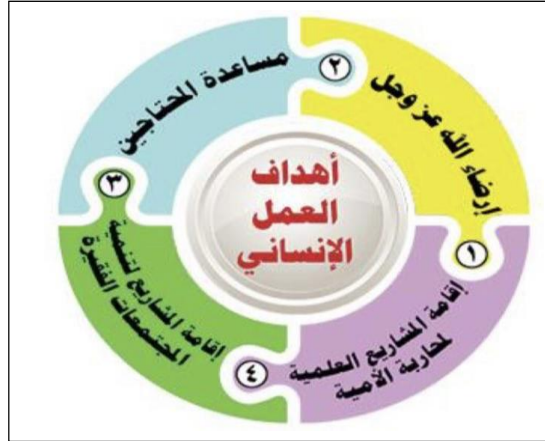 أهداف
العمل
الإنساني
١
إرضاء الله عز وجل
٢
مساعدة المحتاجين
٣
إقامة المشاريع لتنمية
المجتمعات الفقيرة
٤
إقامة المشاريع العلمية
لمحاربة الأمية